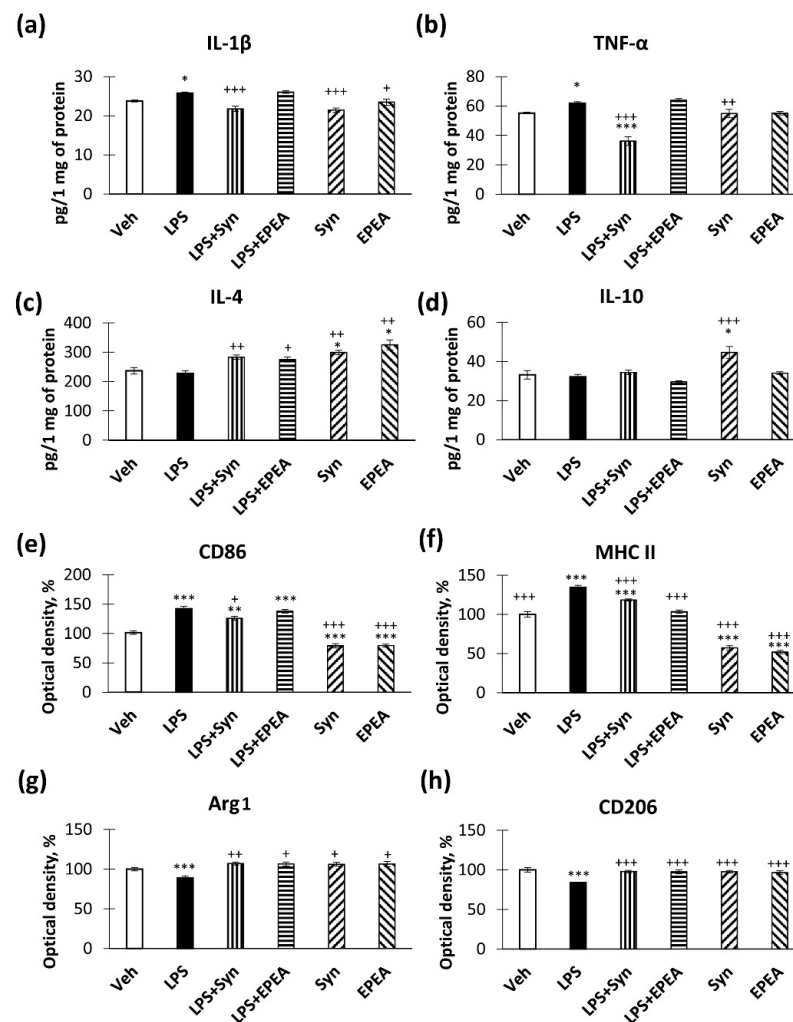 (a)
IL-1β
pg/1 mg of protein
30
20
10
0
*
+++
+++
+
Veh
LPS
LPS+Syn
LPS+EPEA
Syn
EPEA
(b)
TNF-α
pg/1 mg of protein
80
60
40
20
0
*
+++
***
++
Veh
LPS
LPS+Syn
LPS+EPEA
Syn
EPEA
(c)
IL-4
pg/1 mg of protein
400
300
200
100
0
++
+
++
*
++
*
Veh
LPS
LPS+Syn
LPS+EPEA
Syn
EPEA
(d)
IL-10
pg/1 mg of protein
60
40
20
0
+++
*
Veh
LPS
LPS+Syn
LPS+EPEA
Syn
EPEA
(e)
CD86
Optical density, %
200
150
100
50
0
***
+
**
***
+++
***
+++
***
Veh
LPS
LPS+Syn
LPS+EPEA
Syn
EPEA
(f)
MHC II
Optical density, %
150
100
50
0
+++
***
+++
***
+++
+++
***
+++
***
Veh
LPS
LPS+Syn
LPS+EPEA
Syn
EPEA
(g)
Arg1
Optical density, %
150
100
50
0
***
++
+
+
+
Veh
LPS
LPS+Syn
LPS+EPEA
Syn
EPEA
(h)
CD206
Optical density, %
150
100
50
0
***
+++
+++
+++
+++
Veh
LPS
LPS+Syn
LPS+EPEA
Syn
EPEA